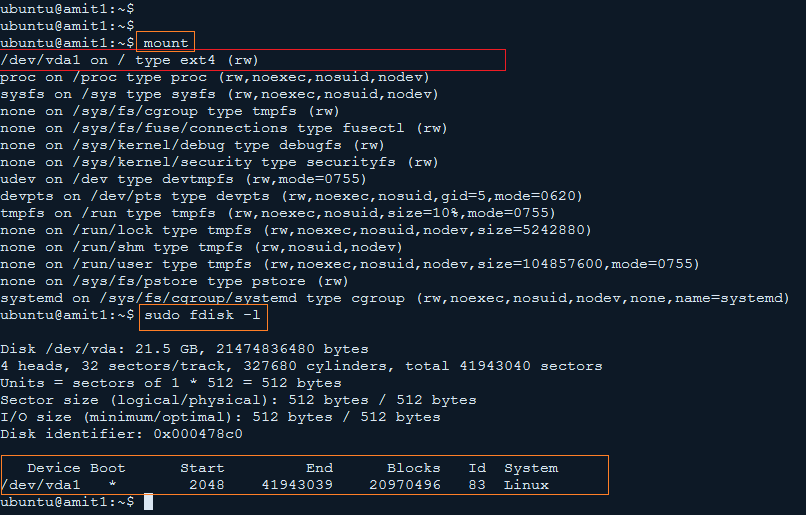 ubuntu@amit1:~$
ubuntu@amit1:~$
ubuntu@amit1:~$ mount
/dev/vda1 on / type ext4 (rw)
proc on /proc type proc (rw,noexec,nosuid,nodev)
sysfs on /sys type sysfs (rw,noexec,nosuid,nodev)
none on /sys/fs/cgroup type tmpfs (rw)
none on /sys/fs/fuse/connections type fusectl (rw)
none on /sys/kernel/debug type debugfs (rw)
none on /sys/kernel/security type securityfs (rw)
udev on /dev type devtmpfs (rw,mode=0755)
devpts on /dev/pts type devpts (rw,noexec,nosuid,gid=5,mode=0620)
tmpfs on /run type tmpfs (rw,noexec,nosuid,size=10%,mode=0755)
none on /run/lock type tmpfs (rw,noexec,nosuid,nodev,size=5242880)
none on /run/shm type tmpfs (rw,nosuid,nodev)
none on /run/user type tmpfs (rw,noexec,nosuid,nodev,size=104857600,mode=0755)
none on /sys/fs/pstore type pstore (rw)
systemd on /sys/fs/cgroup/systemd type cgroup (rw,noexec,nosuid,nodev,none,name=systemd)
ubuntu@amit1:~$ sudo fdisk -l
Disk /dev/vda: 21.5 GB, 21474836480 bytes
4 heads, 32 sectors/track, 327680 cylinders, total 41943040 sectors
Units = sectors of 1 * 512 = 512 bytes
Sector size (logical/physical): 512 bytes / 512 bytes
I/O size (minimum/optimal): 512 bytes / 512 bytes
Disk identifier: 0x000478c0
Device Boot Start End Blocks Id System
/dev/vda1 * 2048 41943039 20970496 83 Linux
ubuntu@amit1:~$